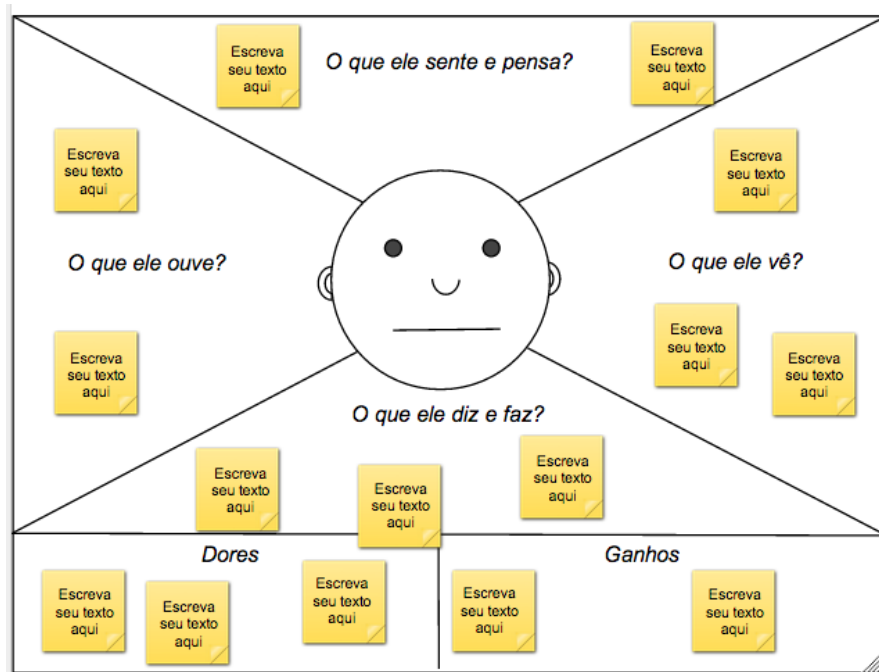 Escreva
seu texto
aqui
O que ele sente e pensa?
Escreva
seu texto
aqui
Escreva
seu texto
aqui
Escreva
seu texto
aqui
O que ele ouve?
O que ele vê?
Escreva
seu texto
aqui
Escreva
seu texto
aqui
Escreva
seu texto
aqui
O que ele diz e faz?
Escreva
seu texto
aqui
Escreva
seu texto
aqui
Escreva
seu texto
aqui
Dores
Ganhos
Escreva
seu texto
aqui
Escreva
seu texto
aqui
Escreva
seu texto
aqui
Escreva
seu texto
aqui
Escreva
seu texto
aqui